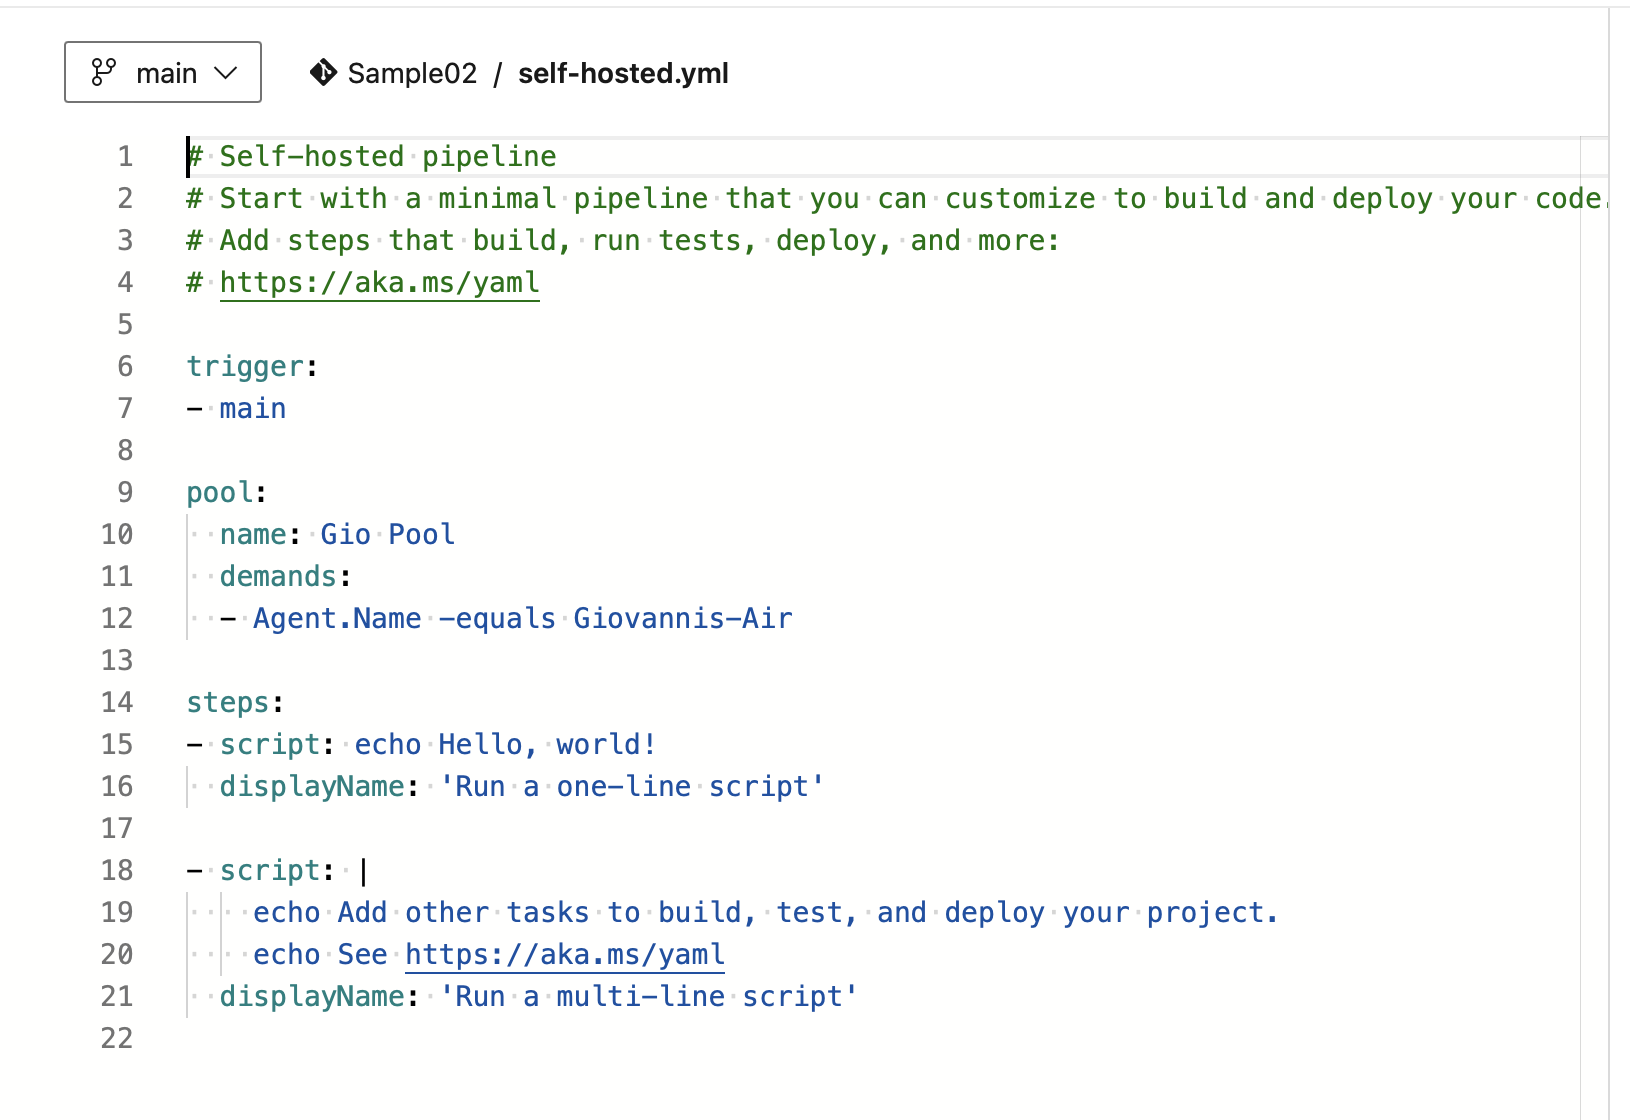 main
Sample02 / self-hosted.yml
1 # Self-hosted pipeline
2 # Start with a minimal pipeline that you can customize to build and deploy your code.
3 # Add steps that build, run tests, deploy, and more:
4 # https://aka.ms/yaml
5
6 trigger:
7 - main
8
9 pool:
10   name: Gio Pool
11   demands:
12   - Agent.Name -equals Giovannis-Air
13
14 steps:
15 - script: echo Hello, world!
16   displayName: 'Run a one-line script'
17
18 - script: |
19     echo Add other tasks to build, test, and deploy your project.
20     echo See https://aka.ms/yaml
21   displayName: 'Run a multi-line script'
22